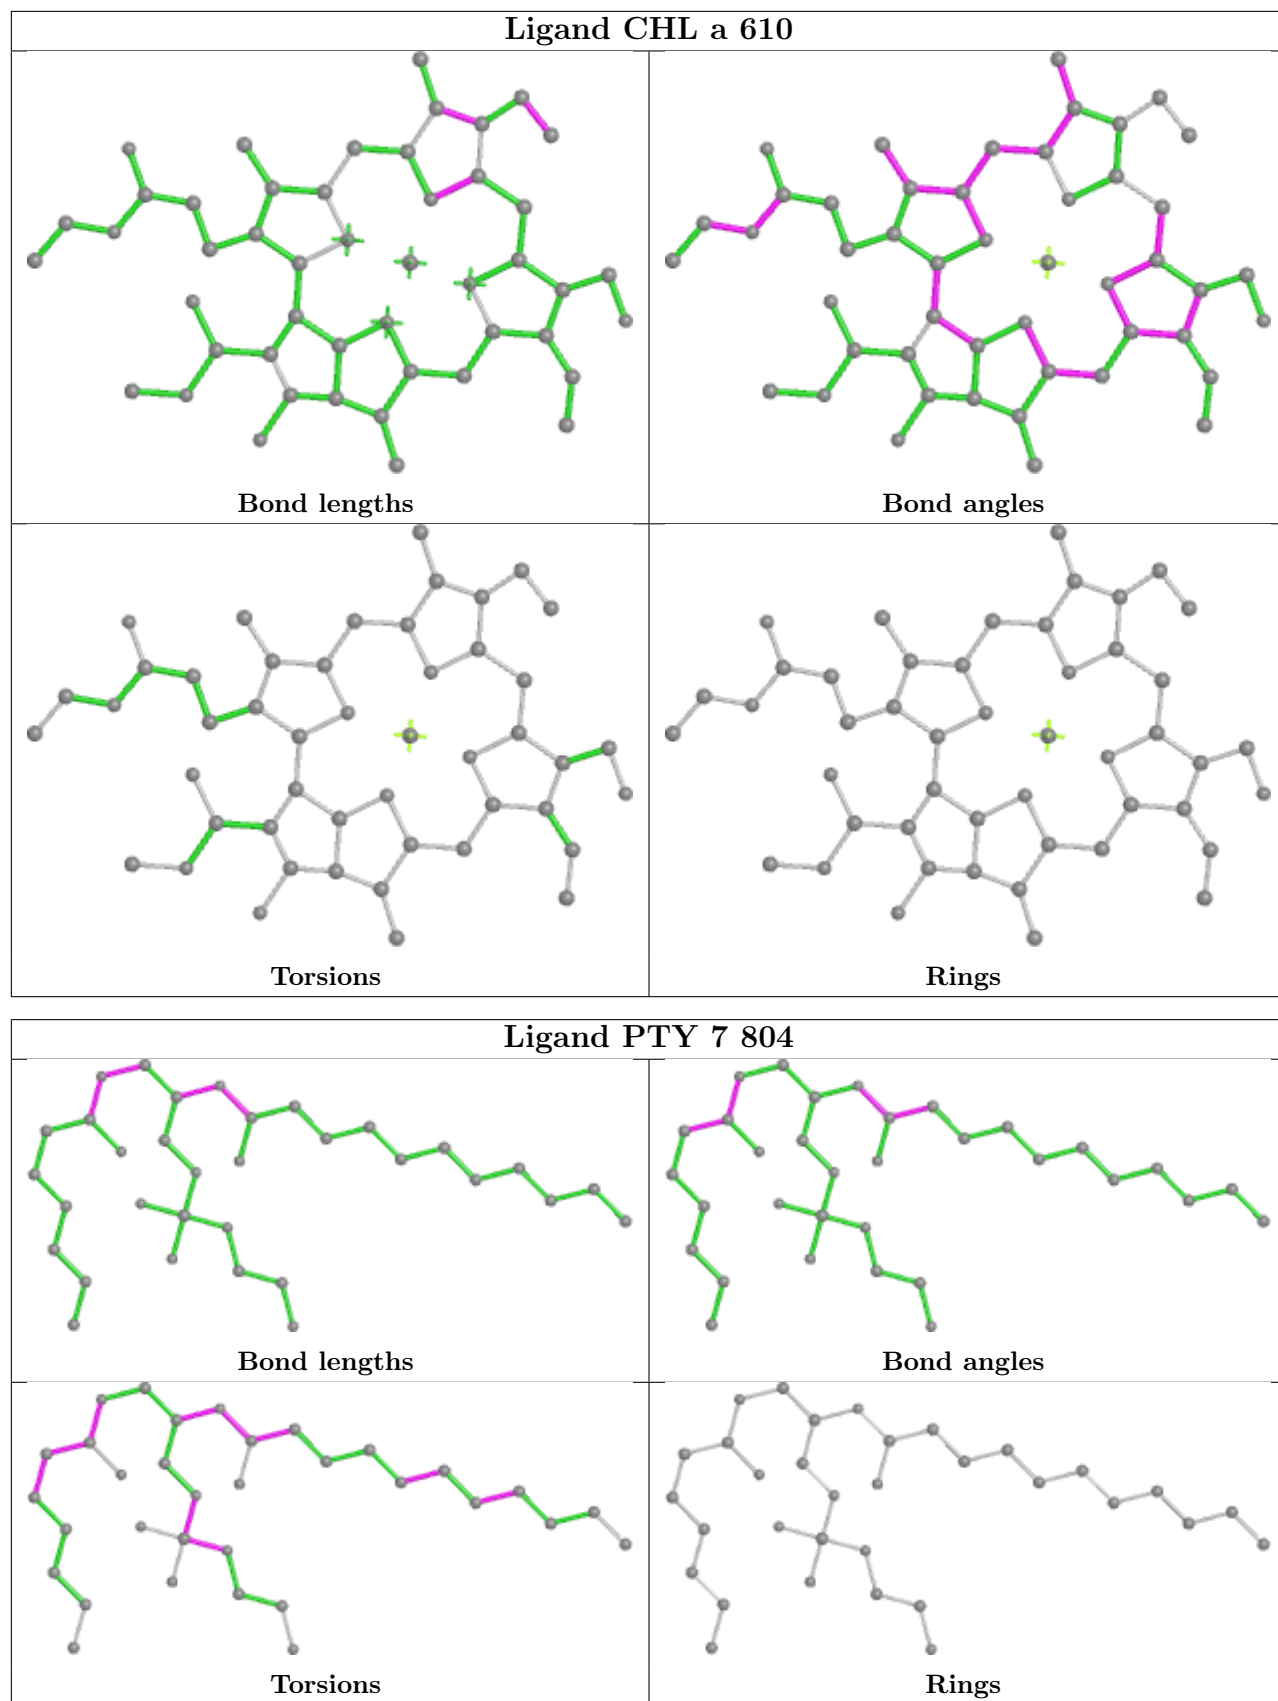 Ligand CHL a 610
Bond lengths
Bond angles
Torsions
Rings
Ligand PTY 7 804
Bond lengths
Bond angles
Torsions
Rings